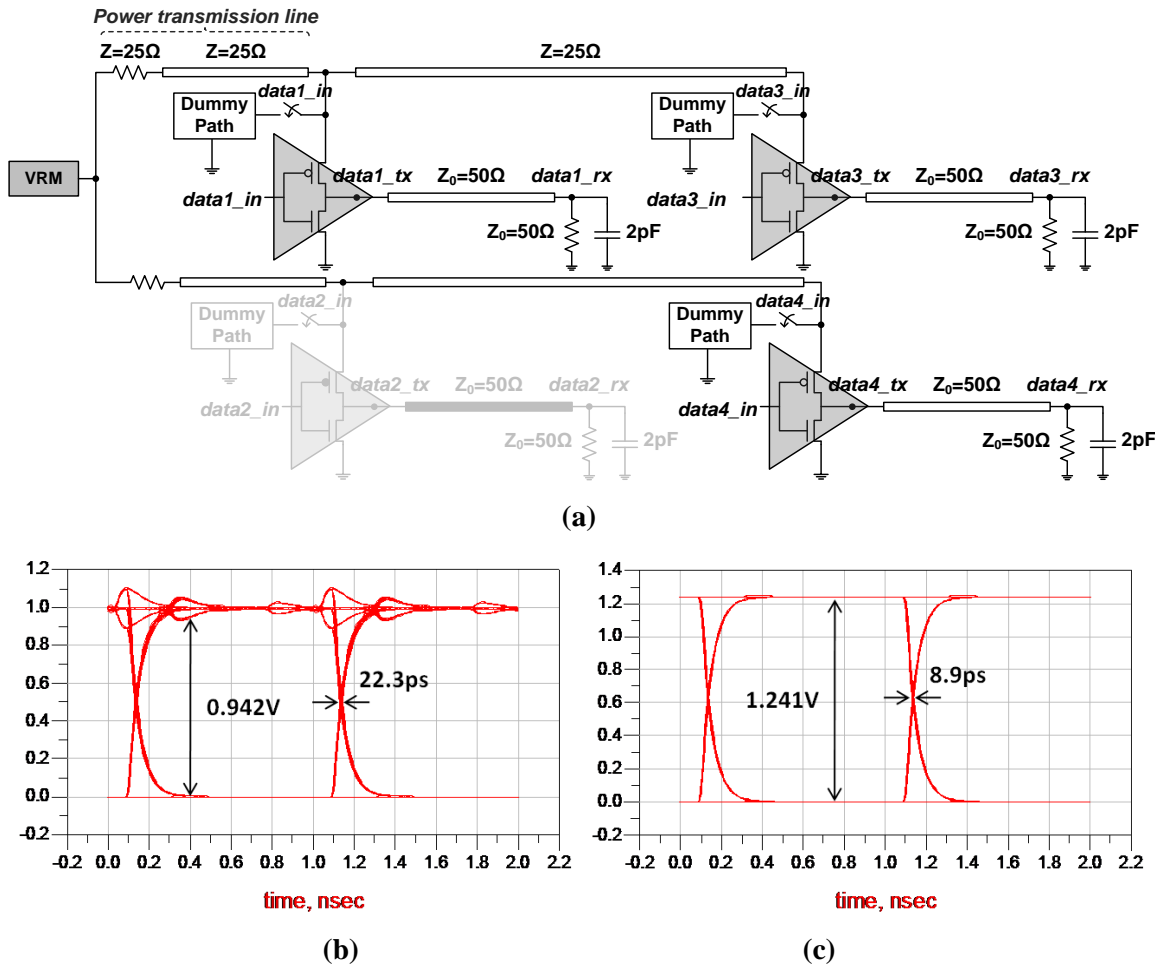 Power transmission line
Z=25Ω Z=25Ω Z=25Ω
data1_in data3_in
Dummy Path Dummy Path
VRM
data1_in data1_tx Z0=50Ω data1_rx data3_in data3_tx Z0=50Ω data3_rx
Z0=50Ω 2pF Z0=50Ω 2pF
data2_in data4_in
Dummy Path Dummy Path
data2_in data2_tx Z0=50Ω data2_rx data4_in data4_tx Z0=50Ω data4_rx
Z0=50Ω 2pF Z0=50Ω 2pF
(a)
1.2
1.0
0.8
0.6
0.4
0.2
0.0
-0.2
0.942V
22.3ps
-0.2 0.0 0.2 0.4 0.6 0.8 1.0 1.2 1.4 1.6 1.8 2.0 2.2
time, nsec
(b)
1.4
1.2
1.0
0.8
0.6
0.4
0.2
0.0
-0.2
1.241V
8.9ps
-0.2 0.0 0.2 0.4 0.6 0.8 1.0 1.2 1.4 1.6 1.8 2.0 2.2
time, nsec
(c)